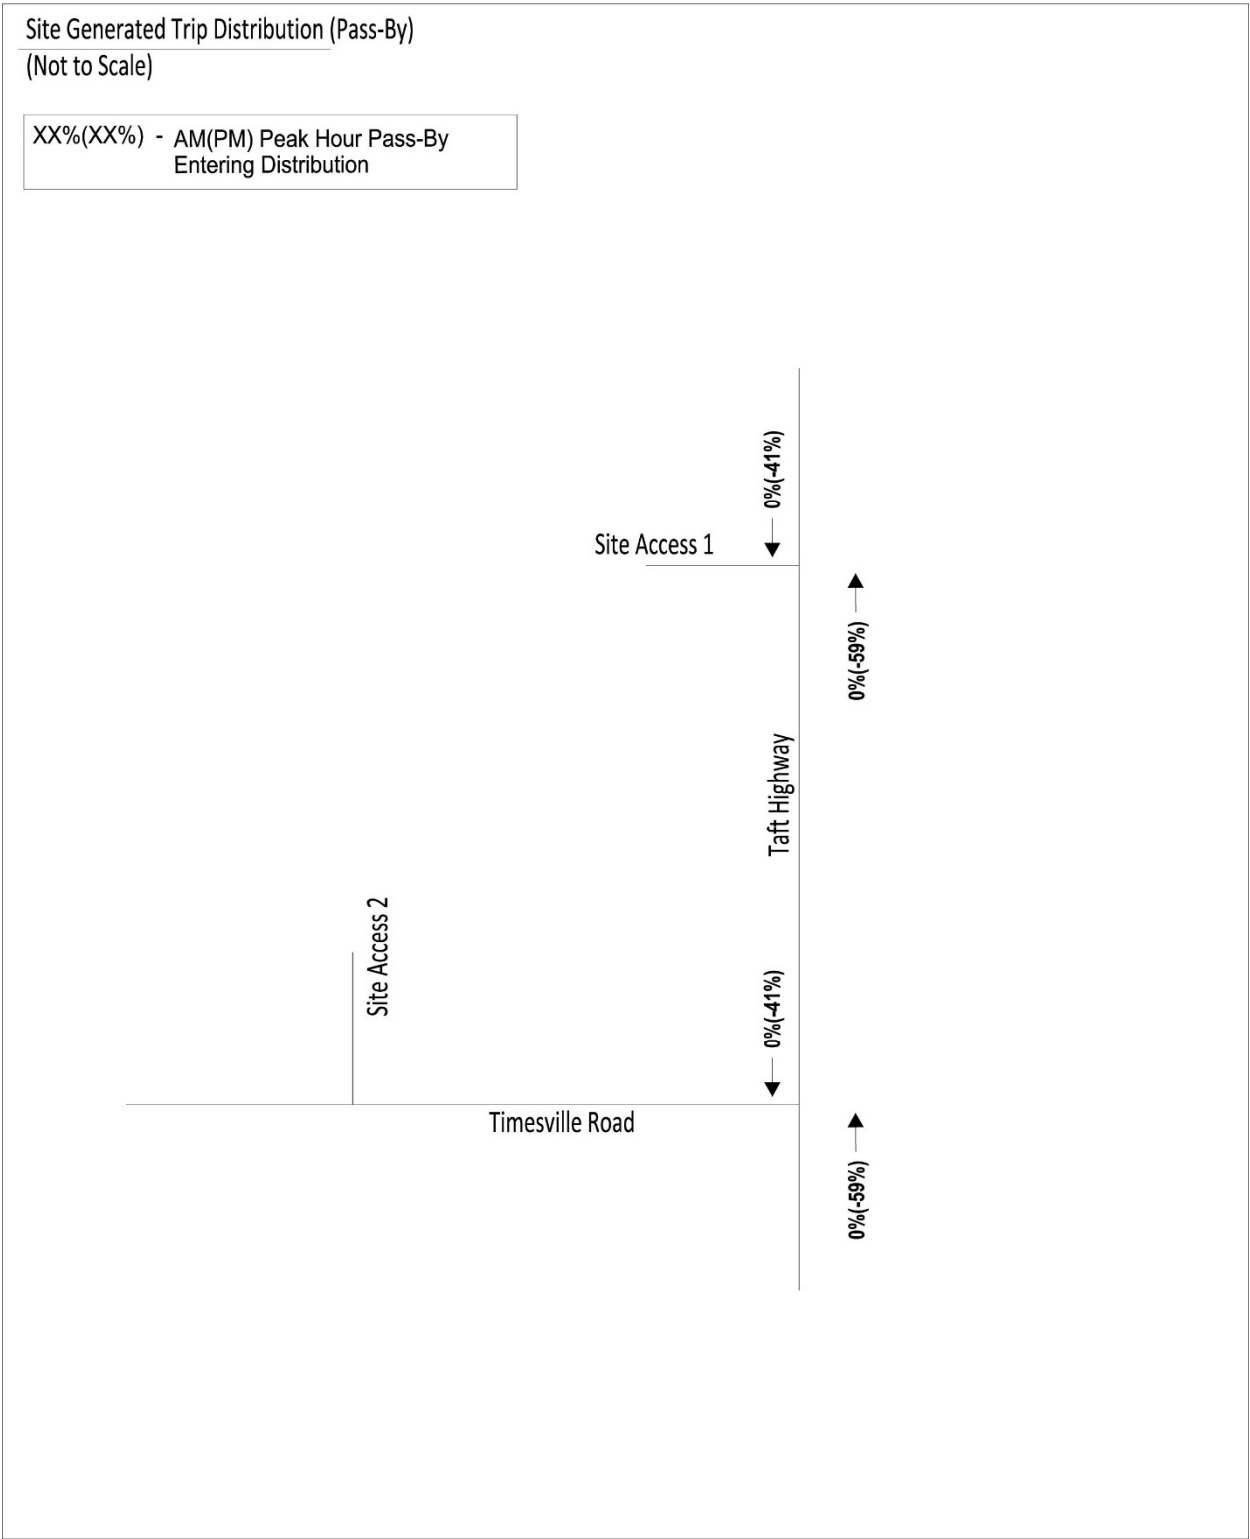 Site Generated Trip Distribution (Pass-By)
(Not to Scale)
XX%(XX%) - AM(PM) Peak Hour Pass-By
Entering Distribution
0%(-41%)
Site Access 1
0%(-59%)
Taft Highway
Site Access 2
0%(-41%)
Timesville Road
0%(-59%)